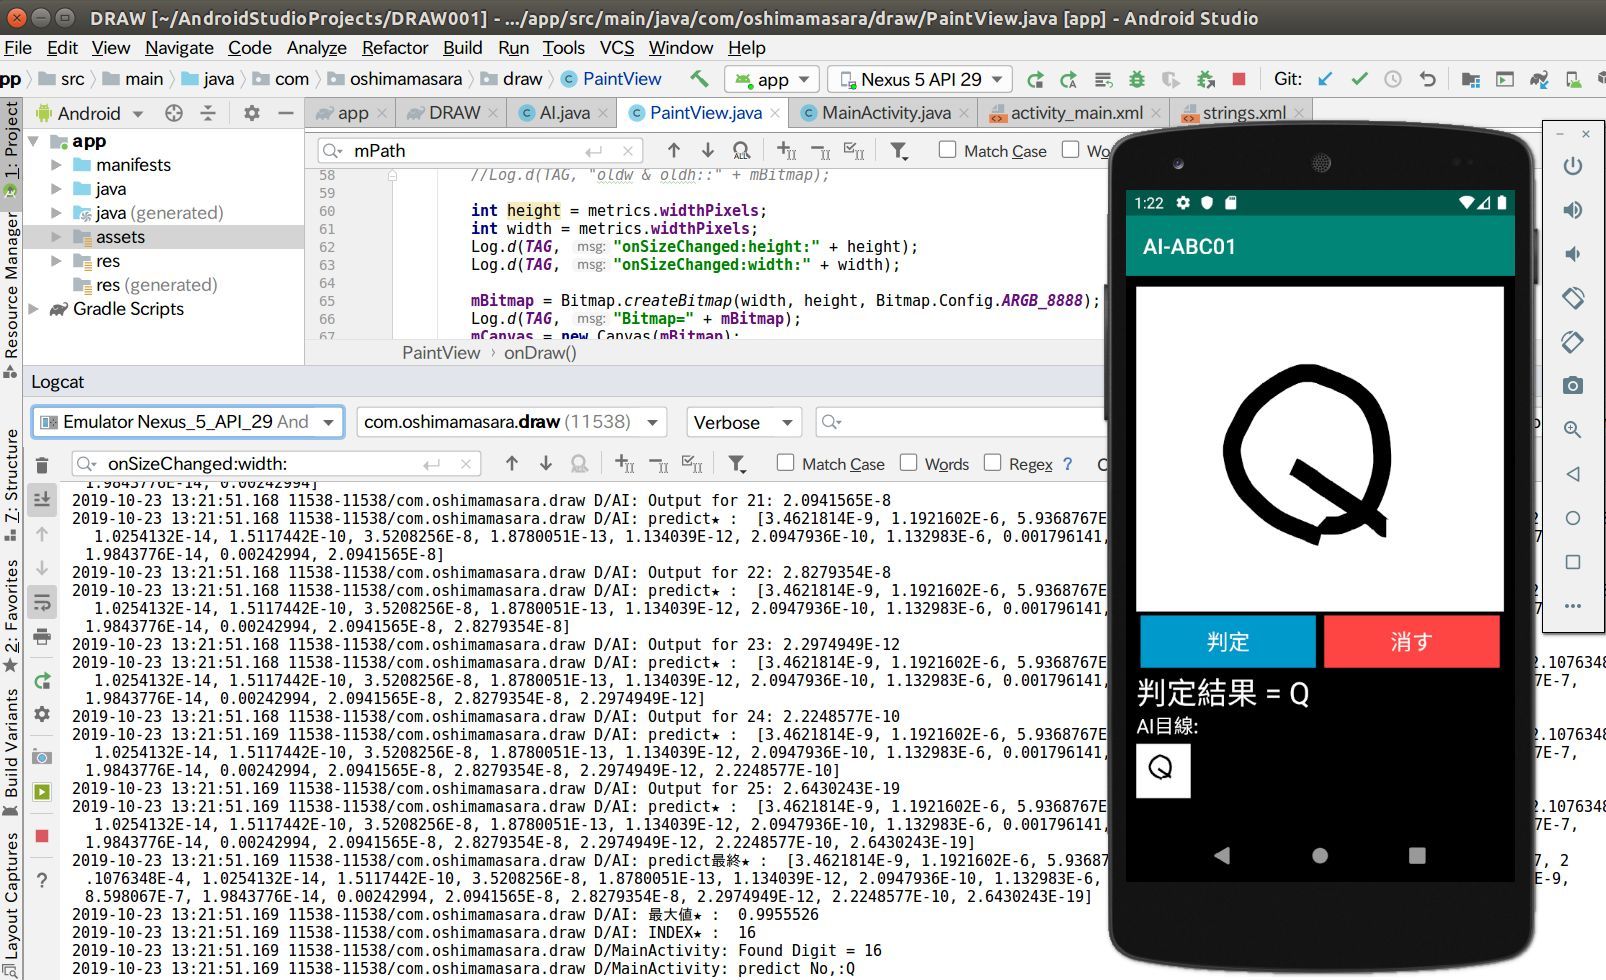 DRAW [~/AndroidStudioProjects/DRAW001] - .../app/src/main/java/com/oshimamasara/draw/PaintView.java [app] - Android Studio
File Edit View Navigate Code Analyze Refactor Build Run Tools VCS Window Help
pp src main java com oshimamasara draw PaintView app Nexus 5 API 29 Git:
Android
app DRAW AI.java PaintView.java MainActivity.java activity_main.xml strings.xml
1: Project
Resource Manager
7: Structure
2: Favorites
Build Variants
Layout Captures
app
manifests
java
java (generated)
assets
res
res (generated)
Gradle Scripts
mPath Match Case Wo
58 //Log.d(TAG, "oldw & oldh::" + mBitmap);
59
60 int height = metrics.widthPixels;
61 int width = metrics.widthPixels;
62 Log.d(TAG, msg: "onSizeChanged:height:" + height);
63 Log.d(TAG, msg: "onSizeChanged:width:" + width);
64
65 mBitmap = Bitmap.createBitmap(width, height, Bitmap.Config.ARGB_8888);
66 Log.d(TAG, msg: "Bitmap=" + mBitmap);
67 mCanvas = new Canvas(mBitmap);
PaintView › onDraw()
Logcat
Emulator Nexus_5_API_29 And com.oshimamasara.draw (11538) Verbose
onSizeChanged:width: Match Case Words Regex ?
1.9843776E-14, 0.00242994]
2019-10-23 13:21:51.168 11538-11538/com.oshimamasara.draw D/AI: Output for 21: 2.0941565E-8
2019-10-23 13:21:51.168 11538-11538/com.oshimamasara.draw D/AI: predict★ : [3.4621814E-9, 1.1921602E-6, 5.9368767E
1.0254132E-14, 1.5117442E-10, 3.5208256E-8, 1.8780051E-13, 1.134039E-12, 2.0947936E-10, 1.132983E-6, 0.001796141,
1.9843776E-14, 0.00242994, 2.0941565E-8]
2019-10-23 13:21:51.168 11538-11538/com.oshimamasara.draw D/AI: Output for 22: 2.8279354E-8
2019-10-23 13:21:51.168 11538-11538/com.oshimamasara.draw D/AI: predict★ : [3.4621814E-9, 1.1921602E-6, 5.9368767E
1.0254132E-14, 1.5117442E-10, 3.5208256E-8, 1.8780051E-13, 1.134039E-12, 2.0947936E-10, 1.132983E-6, 0.001796141,
1.9843776E-14, 0.00242994, 2.0941565E-8, 2.8279354E-8]
2019-10-23 13:21:51.168 11538-11538/com.oshimamasara.draw D/AI: Output for 23: 2.2974949E-12
2019-10-23 13:21:51.168 11538-11538/com.oshimamasara.draw D/AI: predict★ : [3.4621814E-9, 1.1921602E-6, 5.9368767E 2.1076348
1.0254132E-14, 1.5117442E-10, 3.5208256E-8, 1.8780051E-13, 1.134039E-12, 2.0947936E-10, 1.132983E-6, 0.001796141, 7E-7,
1.9843776E-14, 0.00242994, 2.0941565E-8, 2.8279354E-8, 2.2974949E-12]
2019-10-23 13:21:51.168 11538-11538/com.oshimamasara.draw D/AI: Output for 24: 2.2248577E-10
2019-10-23 13:21:51.168 11538-11538/com.oshimamasara.draw D/AI: predict★ : [3.4621814E-9, 1.1921602E-6, 5.9368767E 2.1076348
1.0254132E-14, 1.5117442E-10, 3.5208256E-8, 1.8780051E-13, 1.134039E-12, 2.0947936E-10, 1.132983E-6, 0.001796141, 7E-7,
1.9843776E-14, 0.00242994, 2.0941565E-8, 2.8279354E-8, 2.2974949E-12, 2.2248577E-10]
2019-10-23 13:21:51.168 11538-11538/com.oshimamasara.draw D/AI: Output for 25: 2.6430243E-19
2019-10-23 13:21:51.168 11538-11538/com.oshimamasara.draw D/AI: predict★ : [3.4621814E-9, 1.1921602E-6, 5.9368767E 2.1076348
1.0254132E-14, 1.5117442E-10, 3.5208256E-8, 1.8780051E-13, 1.134039E-12, 2.0947936E-10, 1.132983E-6, 0.001796141, 7E-7,
1.9843776E-14, 0.00242994, 2.0941565E-8, 2.8279354E-8, 2.2974949E-12, 2.2248577E-10, 2.6430243E-19]
2019-10-23 13:21:51.169 11538-11538/com.oshimamasara.draw D/AI: predict最終★ : [3.4621814E-9, 1.1921602E-6, 5.93687 7, 2
.1076348E-4, 1.0254132E-14, 1.5117442E-10, 3.5208256E-8, 1.8780051E-13, 1.134039E-12, 2.0947936E-10, 1.132983E-6, E-9,
8.598067E-7, 1.9843776E-14, 0.00242994, 2.0941565E-8, 2.8279354E-8, 2.2974949E-12, 2.2248577E-10, 2.6430243E-19]
2019-10-23 13:21:51.169 11538-11538/com.oshimamasara.draw D/AI: 最大値★ : 0.9955526
2019-10-23 13:21:51.169 11538-11538/com.oshimamasara.draw D/AI: INDEX★ : 16
2019-10-23 13:21:51.169 11538-11538/com.oshimamasara.draw D/MainActivity: Found Digit = 16
2019-10-23 13:21:51.169 11538-11538/com.oshimamasara.draw D/MainActivity: predict No,:Q
1:22
AI-ABC01
Q
判定 消す
判定結果 = Q
AI目線:
Q